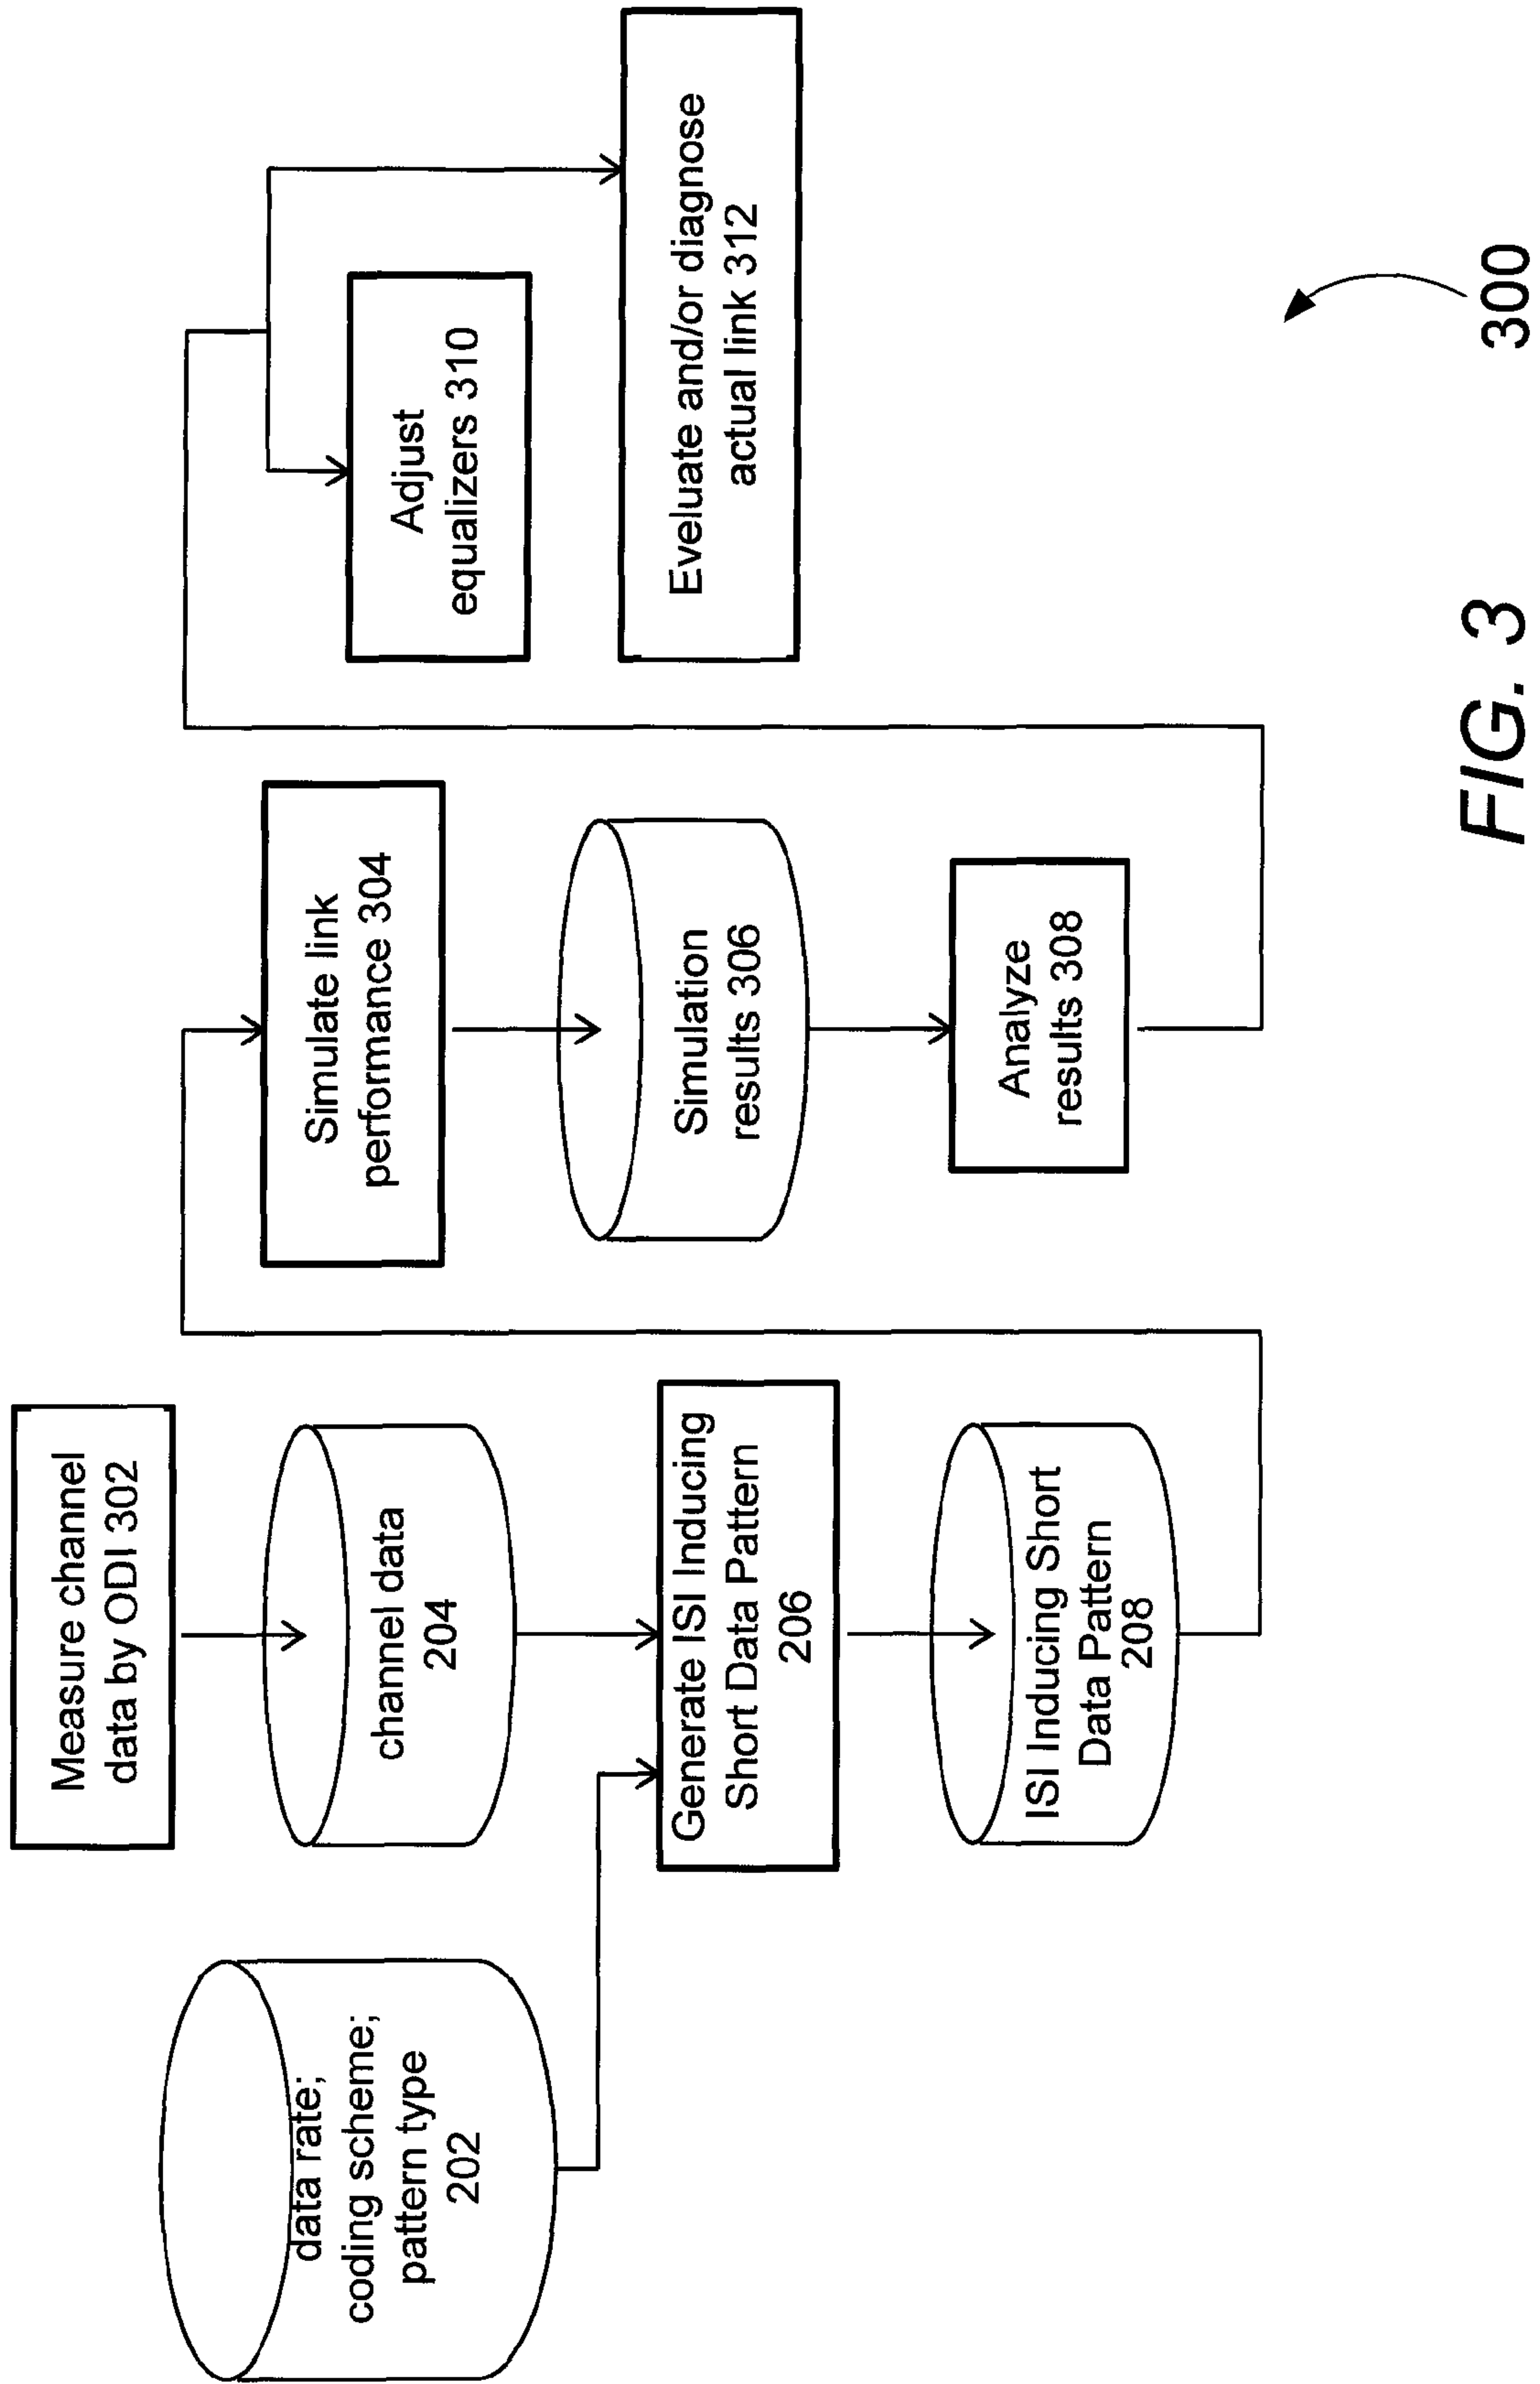 Measure channel
data by ODI 302
data rate;
coding scheme;
pattern type
202
channel data
204
Generate ISI Inducing
Short Data Pattern
206
ISI Inducing Short
Data Pattern
208
Simulate link
performance 304
Simulation
results 306
Analyze
results 308
Adjust
equalizers 310
Eveluate and/or diagnose
actual link 312
300
FIG. 3